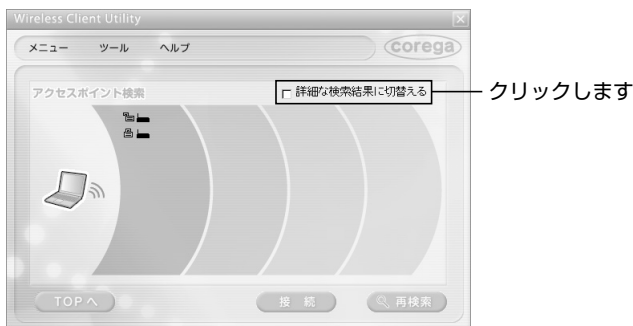 Wireless Client Utility
メニュー ツール ヘルプ corega
アクセスポイント検索 詳細な検索結果に切替える クリックします
TOPへ 接 続 再検索